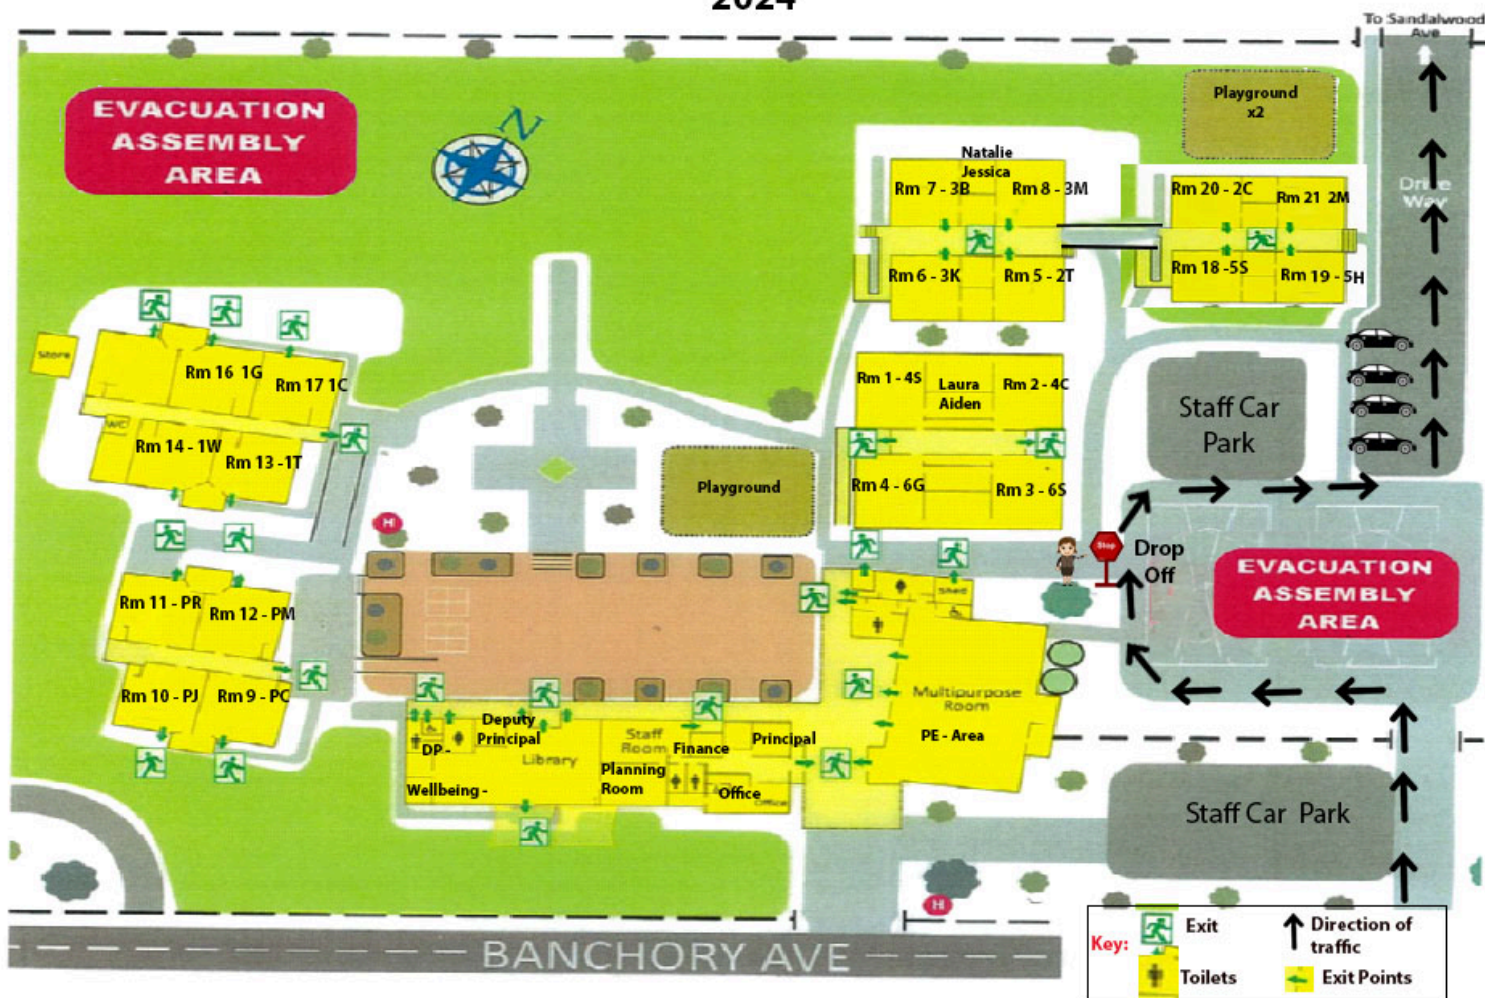 2024
To Sandalwood
Ave
EVACUATION
ASSEMBLY
AREA
N
Playground
x2
Drive
Way
Natalie
Jessica
Rm 7 - 3B
Rm 8 - 3M
Rm 20 - 2C
Rm 21 2M
Rm 6 - 3K
Rm 5 - 2T
Rm 18 -5S
Rm 19 - 5H
Store
Rm 16 1G
Rm 17 1C
WC
Rm 14 - 1W
Rm 13 -1T
Rm 1 - 4S
Laura
Aiden
Rm 2 - 4C
Staff Car
Park
Playground
Rm 4 - 6G
Rm 3 - 6S
H
Stop
Drop
Off
EVACUATION
ASSEMBLY
AREA
Shed
Rm 11 - PR
Rm 12 - PM
Rm 10 - PJ
Rm 9 - PC
Multipurpose
Room
PE - Area
Deputy
Principal
DP -
Wellbeing -
Library
Staff
Room
Finance
Principal
Planning
Room
Office
Office
Staff Car Park
H
BANCHORY AVE
Key:
Exit
Direction of
traffic
Toilets
Exit Points